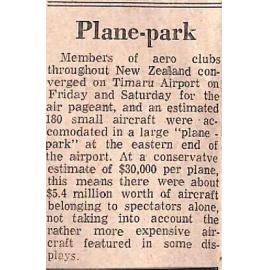 Plane-park
Members of aero clubs
throughout New Zealand con-
verged on Timaru Airport on
Friday and Saturday for the
air pageant, and an estimated
180 small aircraft were ac-
comodated in a large "plane -
park" at the eastern end of
the airport. At a conservatve
estimate of $30,000 per plane,
this means there were about
$5.4 million worth of aircraft
belonging to spectators alone,
not taking into account the
rather more expensive air-
craft featured in some dis-
plays.